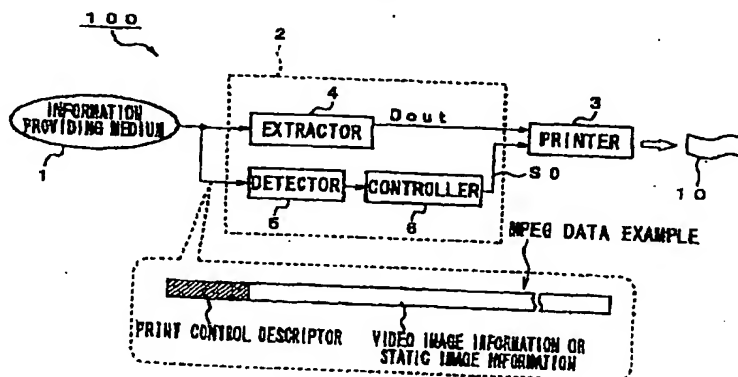 100
2
4
3
INFORMATION
PROVIDING MEDIUM
EXTRACTOR
Dout
PRINTER
1
DETECTOR
CONTROLLER
S0
10
5
6
MPEG DATA EXAMPLE
PRINT CONTROL DESCRIPTOR
VIDEO IMAGE INFORMATION OR
STATIC IMAGE INFORMATION